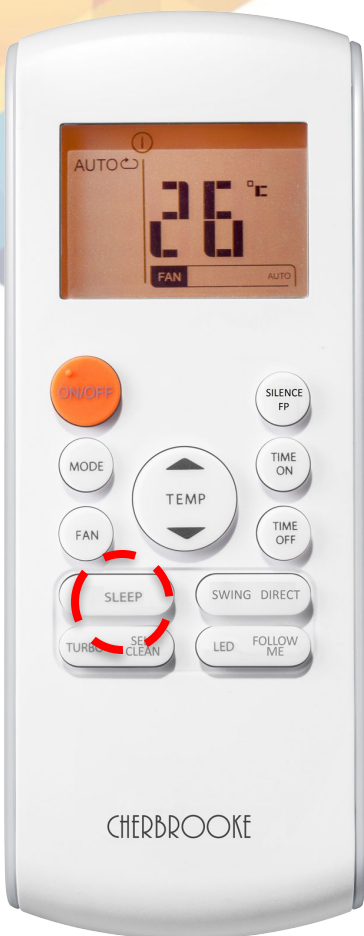 AUTO
26°C
FAN AUTO
ON/OFF
SILENCE
FP
MODE
TEMP
TIME
ON
FAN
TIME
OFF
SLEEP
SWING DIRECT
TURBO
SELF
CLEAN
LED
FOLLOW
ME
CHERBROOKE